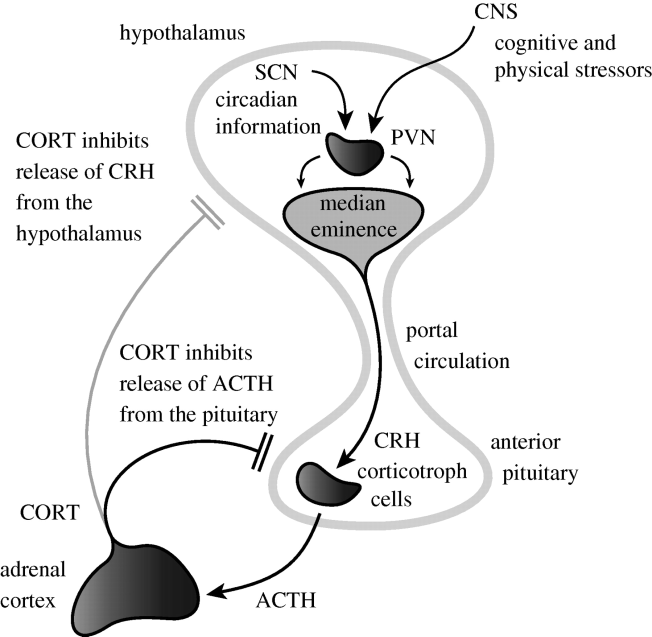 CNS
hypothalamus
cognitive and
physical stressors
SCN
circadian
information
PVN
CORT inhibits
release of CRH
from the
hypothalamus
median
eminence
portal
circulation
CORT inhibits
release of ACTH
from the pituitary
CRH
corticotroph
cells
anterior
pituitary
CORT
adrenal
cortex
ACTH